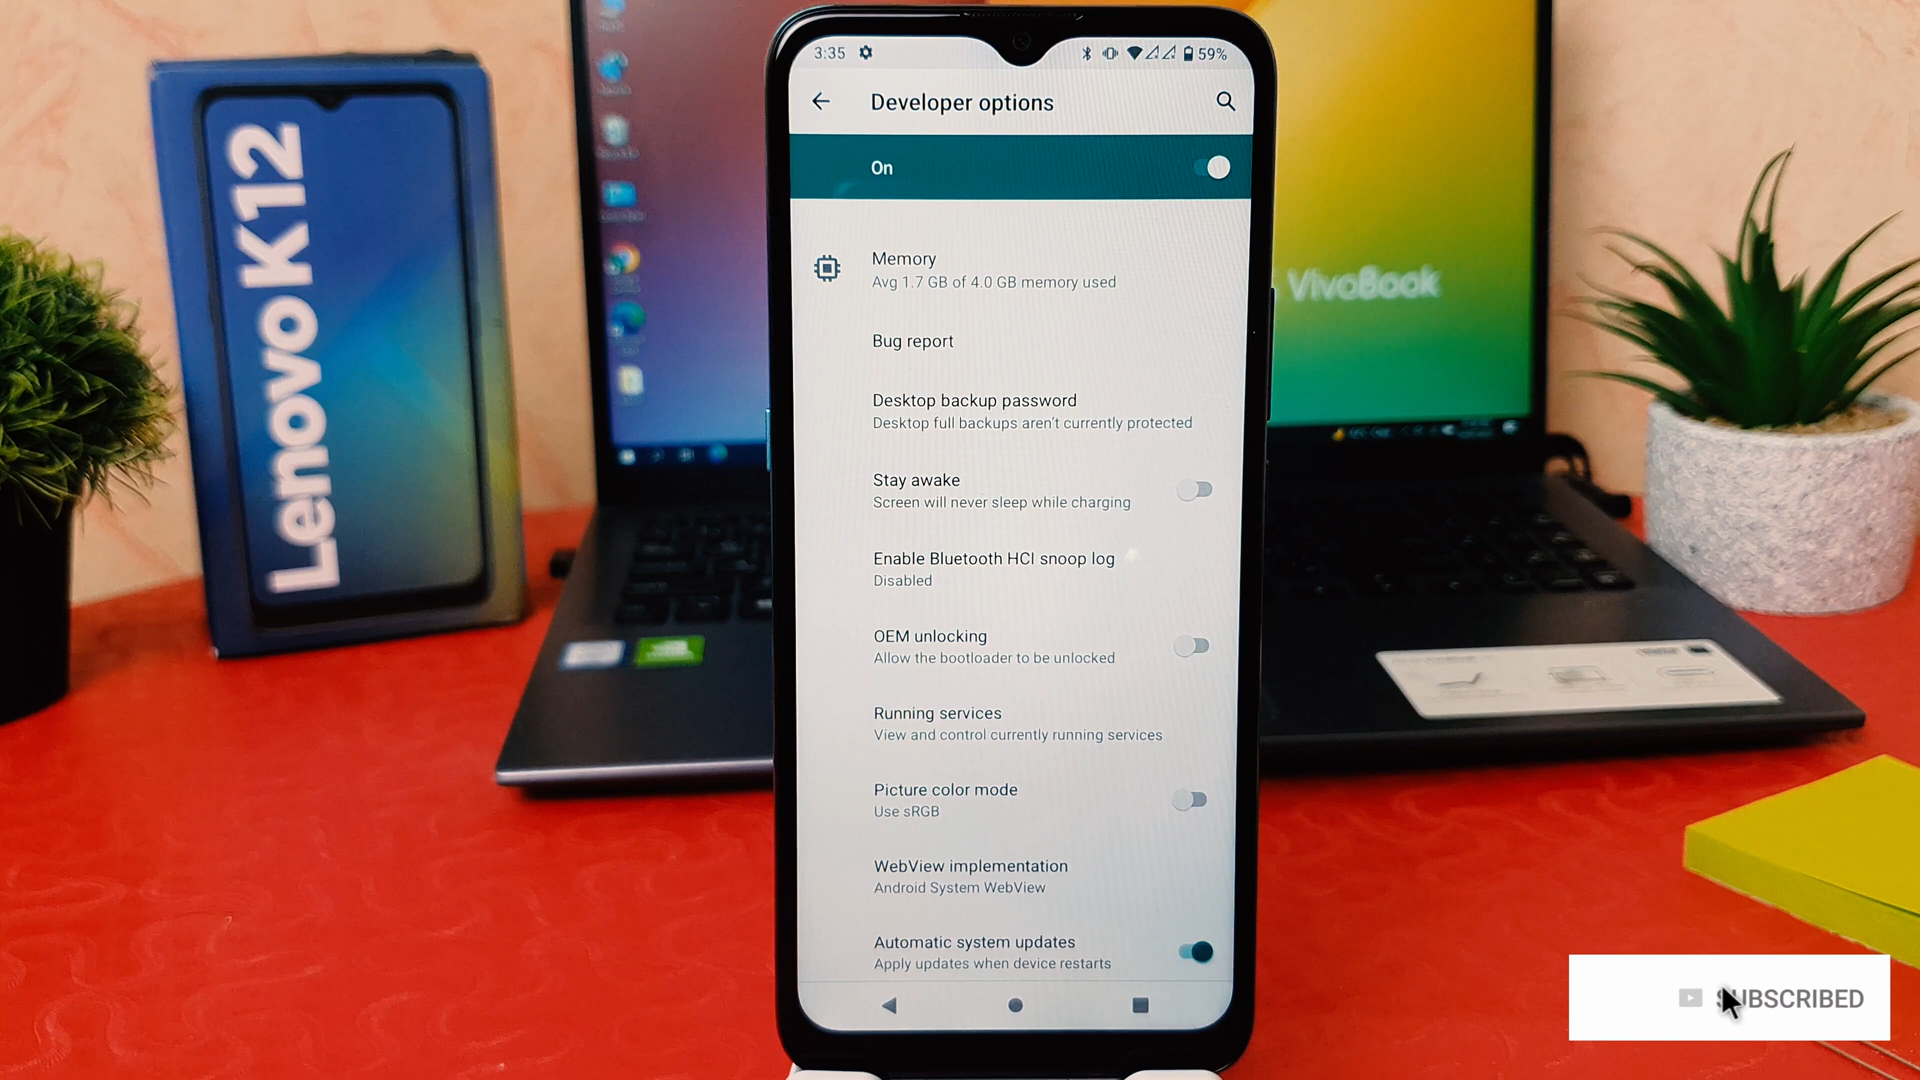 Lenovo K12
3:35
59%
Developer options
On
Memory
Avg 1.7 GB of 4.0 GB memory used
Bug report
Desktop backup password
Desktop full backups aren't currently protected
Stay awake
Screen will never sleep while charging
Enable Bluetooth HCI snoop log
Disabled
OEM unlocking
Allow the bootloader to be unlocked
Running services
View and control currently running services
Picture color mode
Use sRGB
WebView implementation
Android System WebView
Automatic system updates
Apply updates when device restarts
VivoBook
SUBSCRIBED